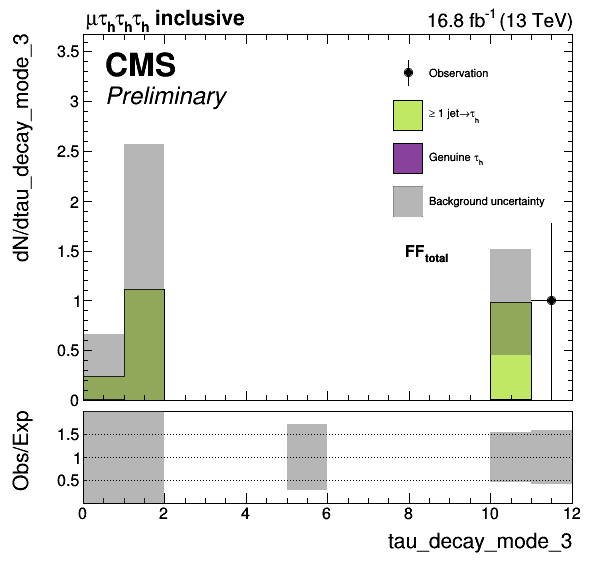 μτhτhτh inclusive
16.8 fb-1 (13 TeV)
CMS
Preliminary
Observation
≥ 1 jet→τh
Genuine τh
Background uncertainty
FFtotal
dN/dtau_decay_mode_3
3.5
3
2.5
2
1.5
1
0.5
0
Obs/Exp
1.5
1
0.5
0 2 4 6 8 10 12
tau_decay_mode_3